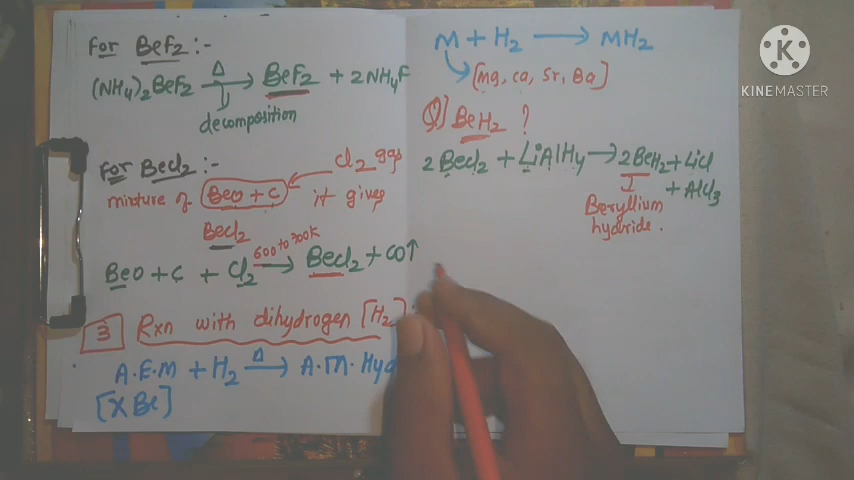 For BeF2 :-
(NH4)2BeF2 Δ→ BeF2 + 2NH4F
decomposition
For BeCl2 :-
Cl2 gas
mixture of BeO + C it gives
BeCl2
600 to 700K
BeO + C + Cl2 → BeCl2 + CO↑
3 Rxn with dihydrogen [H2] :
A.E.M + H2 Δ→ A.M. Hyd
[X Be]
M + H2 → MH2
[Mg, Ca, Sr, Ba]
Q] BeH2 ?
2BeCl2 + LiAlH4 → 2BeH2 + LiCl
+ AlCl3
Beryllium
hydride.
KINEMASTER